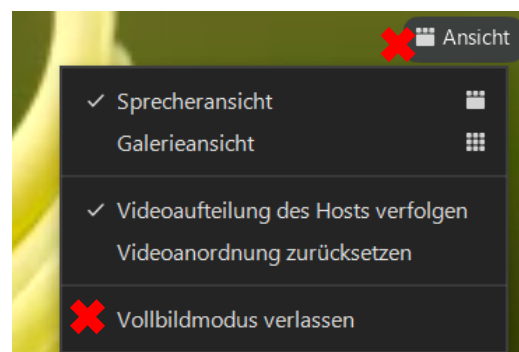 Ansicht
Sprecheransicht
Galerieansicht
Videoaufteilung des Hosts verfolgen
Videoanordnung zurücksetzen
Vollbildmodus verlassen